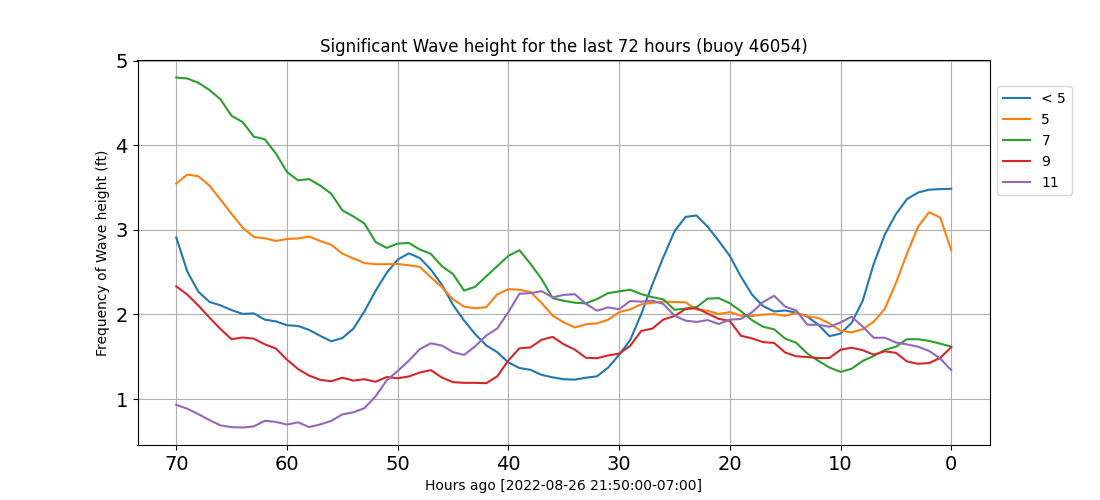 Significant Wave height for the last 72 hours (buoy 46054)
Frequency of Wave height (ft)
5
4
3
2
1
70 60 50 40 30 20 10 0
Hours ago [2022-08-26 21:50:00-07:00]
< 5
5
7
9
11